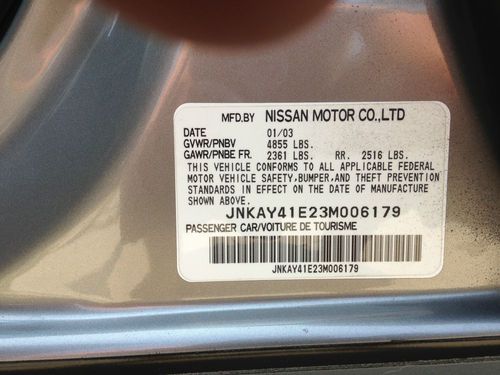 MFD.BY NISSAN MOTOR CO.,LTD
DATE 01/03
GVWR/PNBV 4855 LBS.
GAWR/PNBE FR. 2361 LBS. RR. 2516 LBS.
THIS VEHICLE CONFORMS TO ALL APPLICABLE FEDERAL
MOTOR VEHICLE SAFETY, BUMPER, AND THEFT PREVENTION
STANDARDS IN EFFECT ON THE DATE OF MANUFACTURE
SHOWN ABOVE.
JNKAY41E23M006179
PASSENGER CAR/VOITURE DE TOURISME
JNKAY41E23M006179